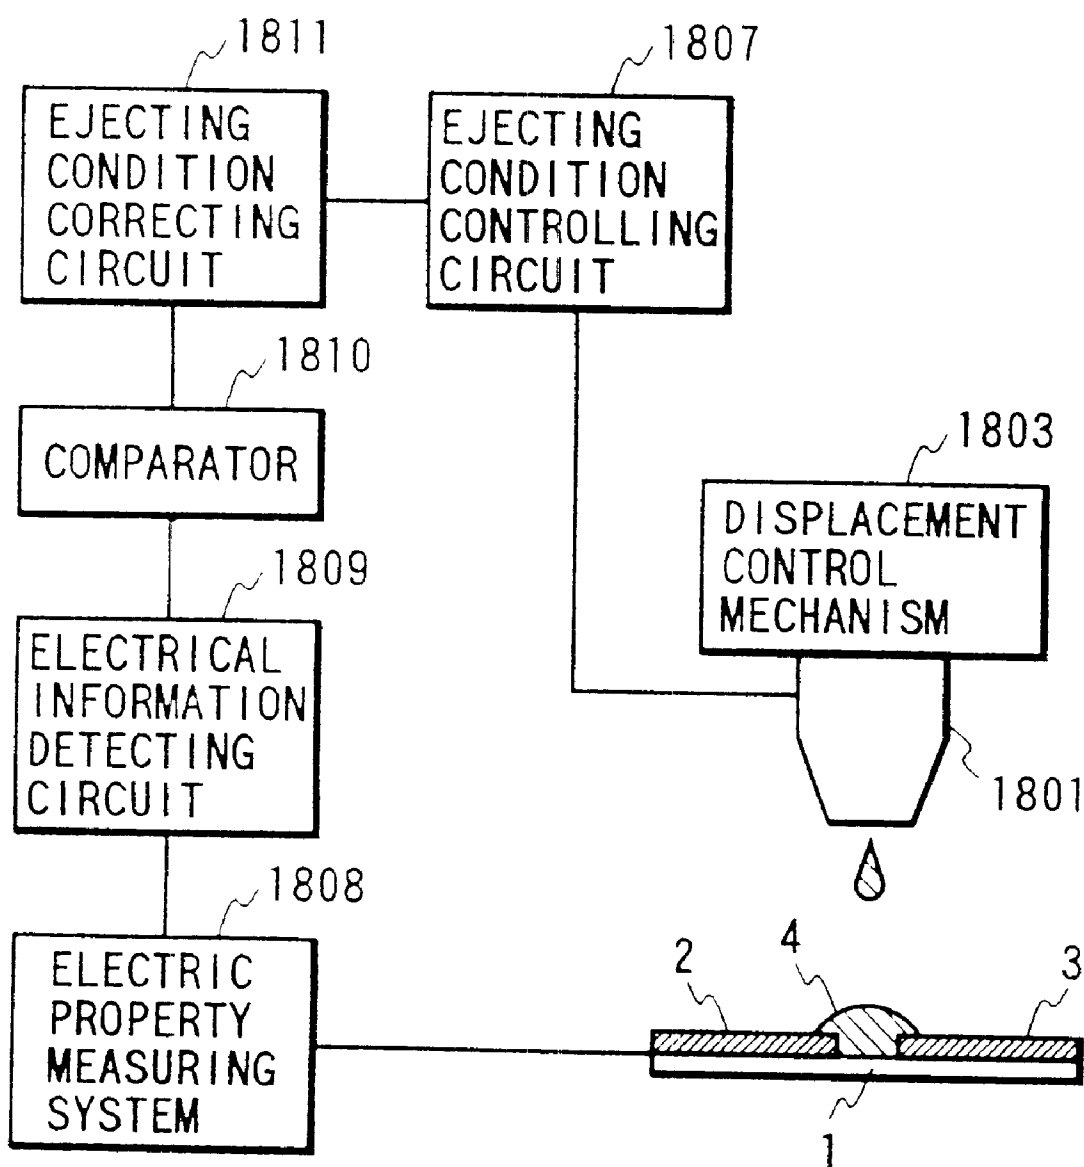 1811
EJECTING
CONDITION
CORRECTING
CIRCUIT
1807
EJECTING
CONDITION
CONTROLLING
CIRCUIT
1810
COMPARATOR
1803
DISPLACEMENT
CONTROL
MECHANISM
1809
ELECTRICAL
INFORMATION
DETECTING
CIRCUIT
1801
1808
ELECTRIC
PROPERTY
MEASURING
SYSTEM
2
4
3
1